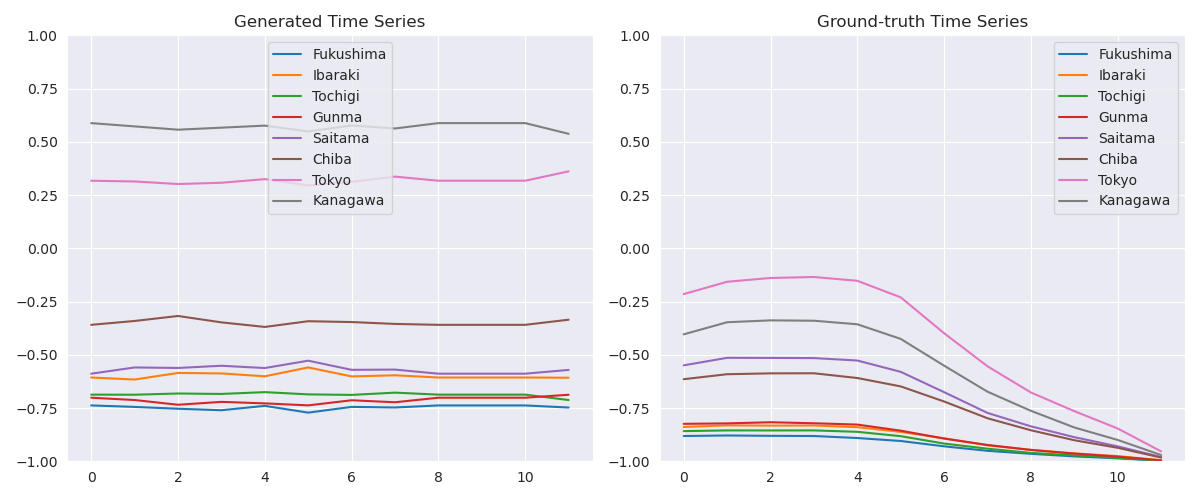 Generated Time Series
1.00
0.75
0.50
0.25
0.00
−0.25
−0.50
−0.75
−1.00
0 2 4 6 8 10
Fukushima
Ibaraki
Tochigi
Gunma
Saitama
Chiba
Tokyo
Kanagawa
Ground-truth Time Series
1.00
0.75
0.50
0.25
0.00
−0.25
−0.50
−0.75
−1.00
0 2 4 6 8 10
Fukushima
Ibaraki
Tochigi
Gunma
Saitama
Chiba
Tokyo
Kanagawa